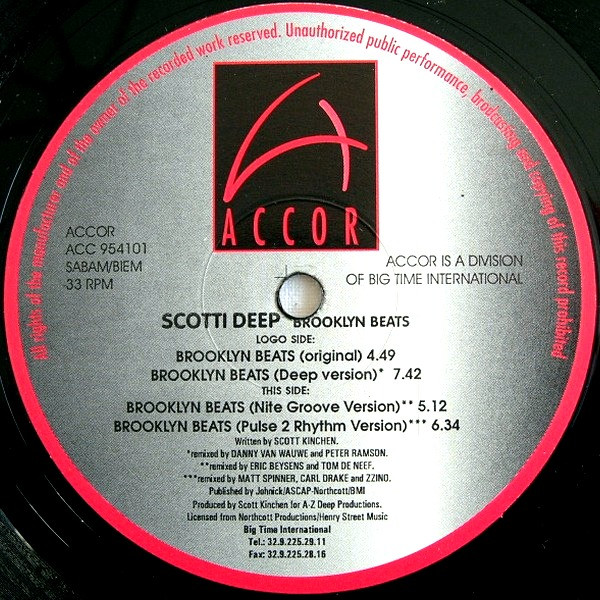 All rights of the manufacturer and of the owner of the recorded work reserved. Unauthorized public performance, brodcasting and copying of this record prohibited
ACCOR
ACCOR
ACC 954101
SABAM/BIEM
33 RPM
ACCOR IS A DIVISION
OF BIG TIME INTERNATIONAL
SCOTTI DEEP BROOKLYN BEATS
LOGO SIDE:
BROOKLYN BEATS (original) 4.49
BROOKLYN BEATS (Deep version)* 7.42
THIS SIDE:
BROOKLYN BEATS (Nite Groove Version)** 5.12
BROOKLYN BEATS (Pulse 2 Rhythm Version)*** 6.34
Written by SCOTT KINCHEN.
*remixed by DANNY VAN WAUWE and PETER RAMSON.
**remixed by ERIC BEYSENS and TOM DE NEEF.
***remixed by MATT SPINNER, CARL DRAKE and ZZINO.
Published by Johnick/ASCAP-Northcott/BMI
Produced by Scott Kinchen for A-Z Deep Productions.
Licensed from Northcott Productions/Henry Street Music
Big Time International
Tel.: 32.9.225.29.11
Fax: 32.9.225.28.16